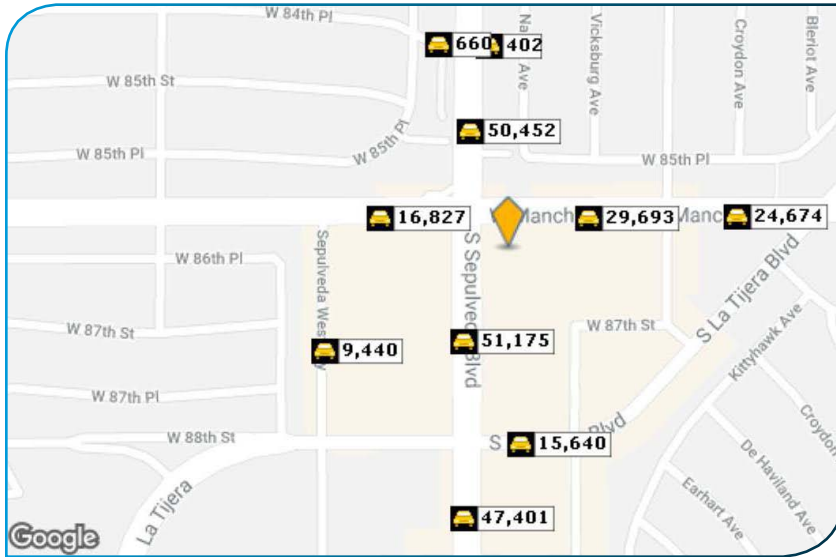 W 84th Pl
Na
Ave
Vicksburg Ave
Croydon Ave
Bleriot Ave
660
402
W 85th St
W 85th Pl
50,452
W 85th Pl
W 85th Pl
16,827
Manch
29,693
Manc
24,674
Sepulveda West
y
S Sepulved
Blvd
W 86th Pl
S La Tijera Blvd
W 87th St
W 87th St
51,175
9,440
Kittyhawk Ave
W 87th Pl
Croydon
W 88th St
S
15,640
Blvd
De Haviland Ave
La Tijera
Earhart Ave
47,401
Google